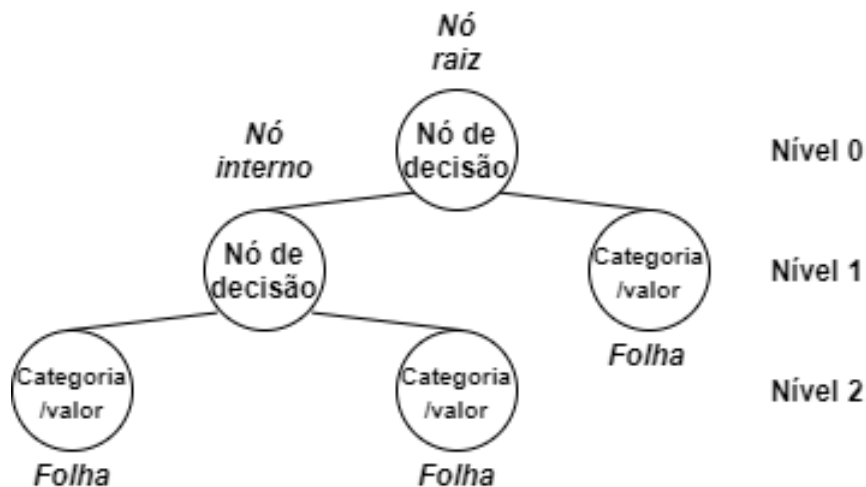 Nó
raiz
Nó de
decisão
Nível 0
Nó
interno
Nó de
decisão
Categoria
/valor
Nível 1
Folha
Categoria
/valor
Categoria
/valor
Nível 2
Folha
Folha